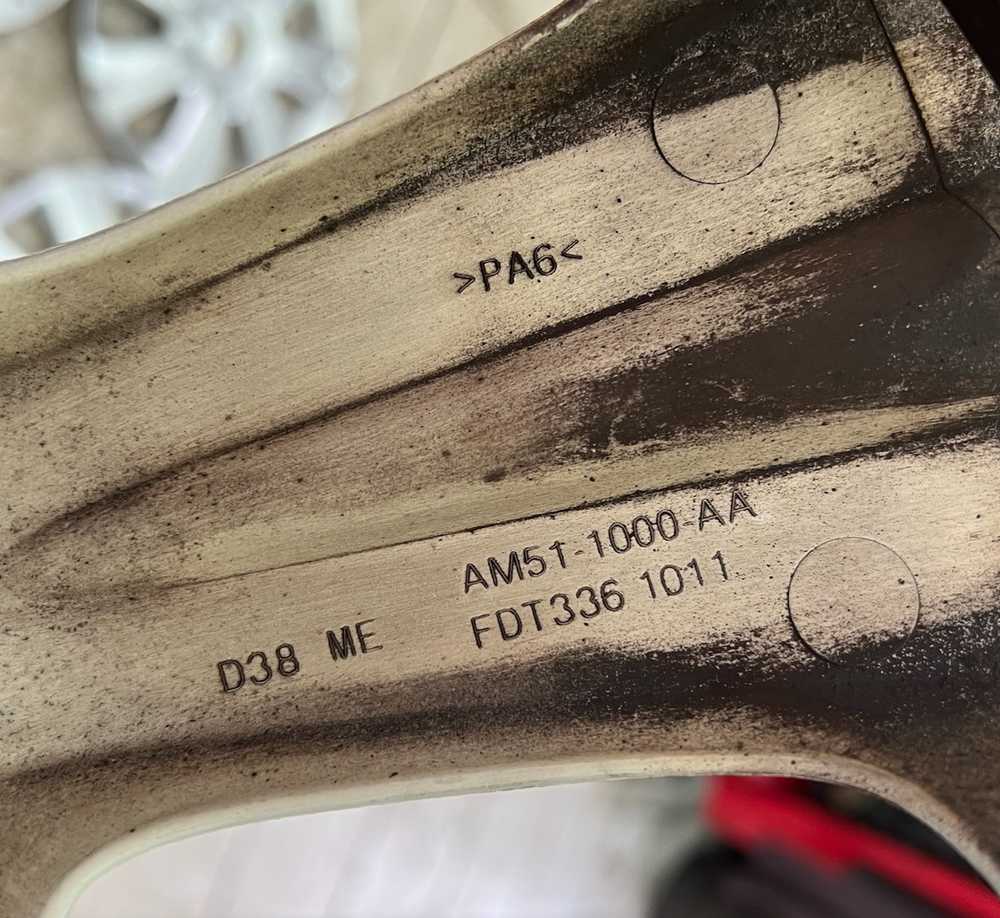 >PA6<
AM51-1000-AA
FDT336 1011
D38 ME